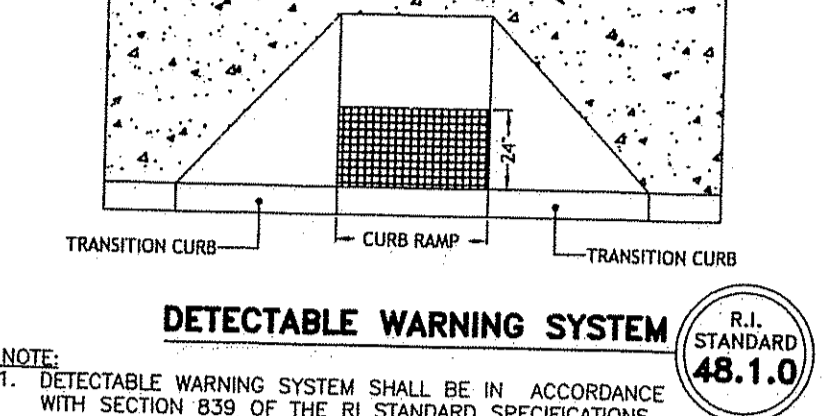 24"
TRANSITION CURB
CURB RAMP
TRANSITION CURB
DETECTABLE WARNING SYSTEM
R.I.
STANDARD
48.1.0
NOTE:
1. DETECTABLE WARNING SYSTEM SHALL BE IN ACCORDANCE
WITH SECTION 839 OF THE RI STANDARD SPECIFICATIONS